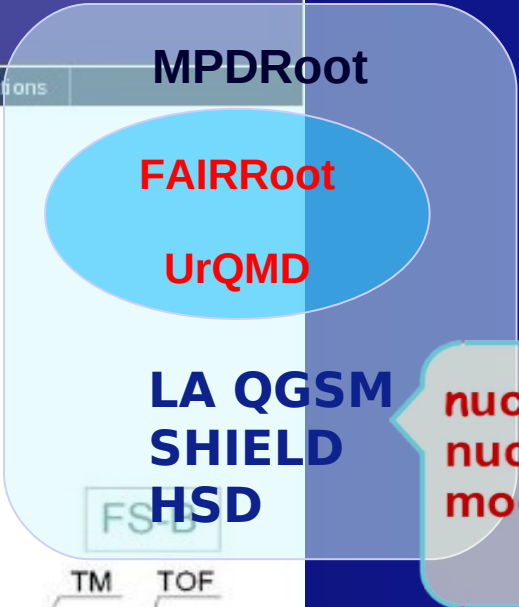 MPDRoot
FAIRRoot
UrQMD
LA QGSM
SHIELD
HSD
FS-B
TM TOF